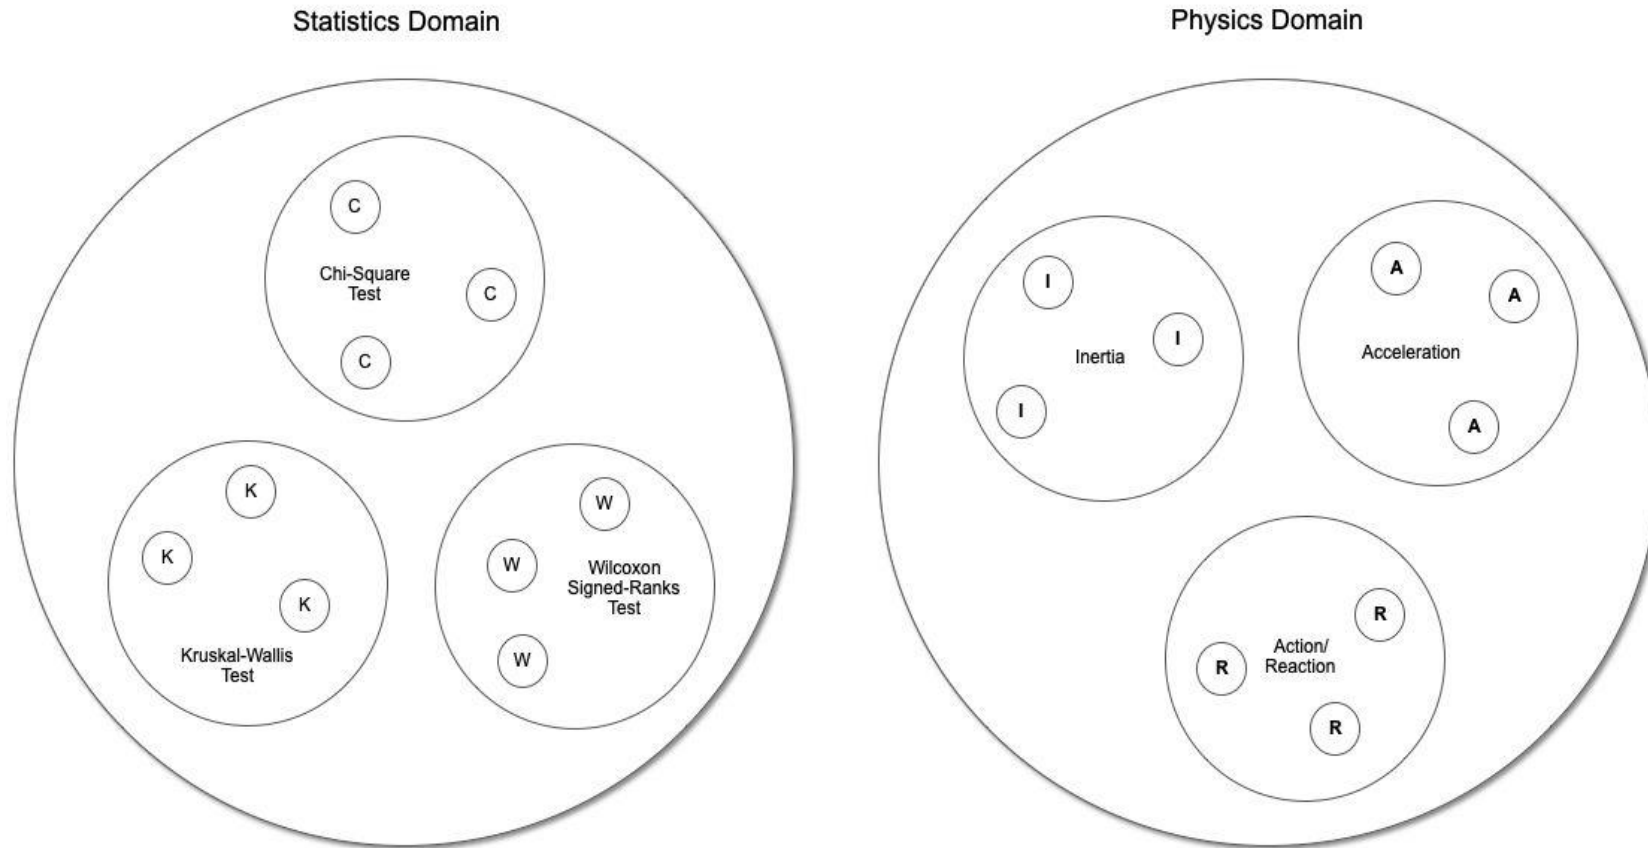 Statistics Domain
C
Chi-Square
Test
C
C
K
K
K
Kruskal-Wallis
Test
W
W
Wilcoxon
Signed-Ranks
Test
W
Physics Domain
I
I
Inertia
I
A
A
Acceleration
A
R
Action/
Reaction
R
R